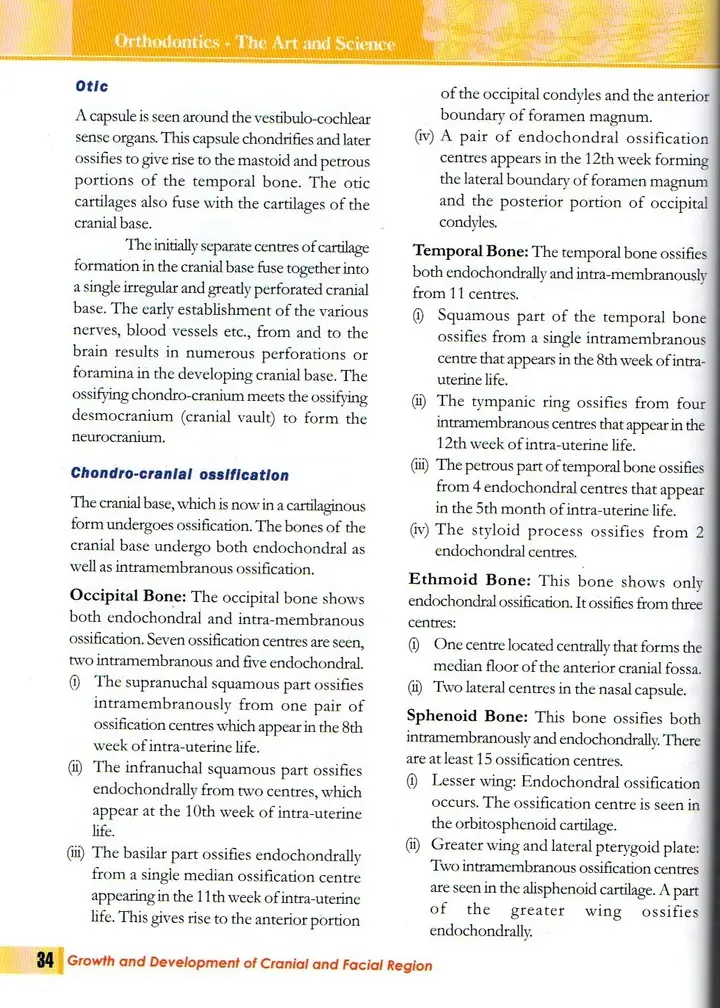 Orthodontics - The Art and Science
Otic
A capsule is seen around the vestibulo-cochlear
sense organs. This capsule chondrifies and later
ossifies to give rise to the mastoid and petrous
portions of the temporal bone. The otic
cartilages also fuse with the cartilages of the
cranial base.
The initially separate centres of cartilage
formation in the cranial base fuse together into
a single irregular and greatly perforated cranial
base. The early establishment of the various
nerves, blood vessels etc., from and to the
brain results in numerous perforations or
foramina in the developing cranial base. The
ossifying chondro-cranium meets the ossifying
desmocranium (cranial vault) to form the
neurocranium.
Chondro-cranial ossification
The cranial base, which is now in a cartilaginous
form undergoes ossification. The bones of the
cranial base undergo both endochondral as
well as intramembranous ossification.
Occipital Bone: The occipital bone shows
both endochondral and intra-membranous
ossification. Seven ossification centres are seen,
two intramembranous and five endochondral.
(i) The supranuchal squamous part ossifies
intramembranously from one pair of
ossification centres which appear in the 8th
week of intra-uterine life.
(ii) The infranuchal squamous part ossifies
endochondrally from two centres, which
appear at the 10th week of intra-uterine
life.
(iii) The basilar part ossifies endochondrally
from a single median ossification centre
appearing in the 11th week of intra-uterine
life. This gives rise to the anterior portion
of the occipital condyles and the anterior
boundary of foramen magnum.
(iv) A pair of endochondral ossification
centres appears in the 12th week forming
the lateral boundary of foramen magnum
and the posterior portion of occipital
condyles.
Temporal Bone: The temporal bone ossifies
both endochondrally and intra-membranously
from 11 centres.
(i) Squamous part of the temporal bone
ossifies from a single intramembranous
centre that appears in the 8th week of intra-
uterine life.
(ii) The tympanic ring ossifies from four
intramembranous centres that appear in the
12th week of intra-uterine life.
(iii) The petrous part of temporal bone ossifies
from 4 endochondral centres that appear
in the 5th month of intra-uterine life.
(iv) The styloid process ossifies from 2
endochondral centres.
Ethmoid Bone: This bone shows only
endochondral ossification. It ossifies from three
centres:
(i) One centre located centrally that forms the
median floor of the anterior cranial fossa.
(ii) Two lateral centres in the nasal capsule.
Sphenoid Bone: This bone ossifies both
intramembranously and endochondrally. There
are at least 15 ossification centres.
(i) Lesser wing: Endochondral ossification
occurs. The ossification centre is seen in
the orbitosphenoid cartilage.
(ii) Greater wing and lateral pterygoid plate:
Two intramembranous ossification centres
are seen in the alisphenoid cartilage. A part
of the greater wing ossifies
endochondrally.
34 Growth and Development of Cranial and Facial Region